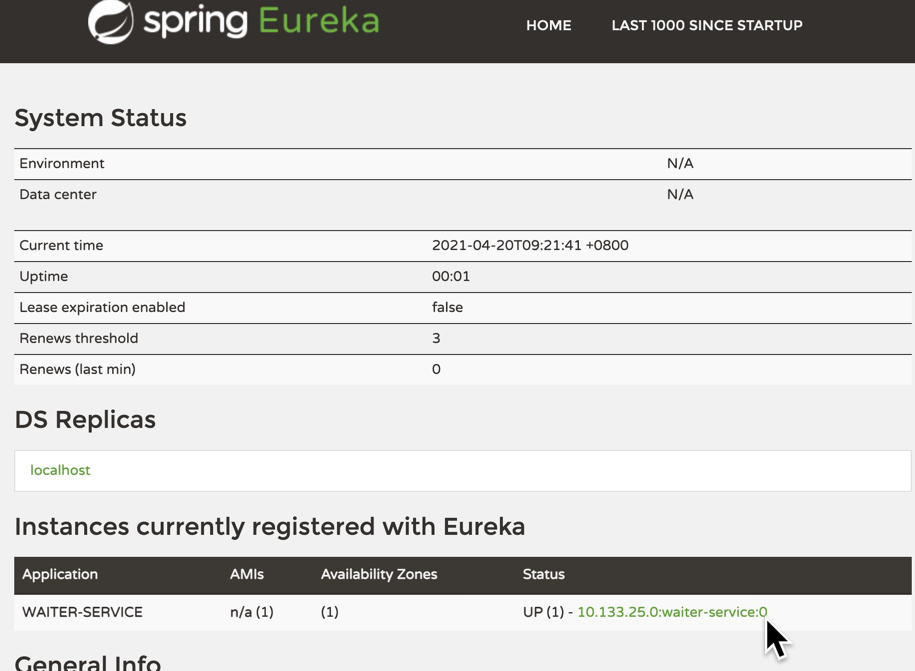 spring Eureka HOME LAST 1000 SINCE STARTUP
System Status
Environment N/A
Data center N/A
Current time 2021-04-20T09:21:41 +0800
Uptime 00:01
Lease expiration enabled false
Renews threshold 3
Renews (last min) 0
DS Replicas
localhost
Instances currently registered with Eureka
Application AMIs Availability Zones Status
WAITER-SERVICE n/a (1) (1) UP (1) - 10.133.25.0:waiter-service:0
General Info